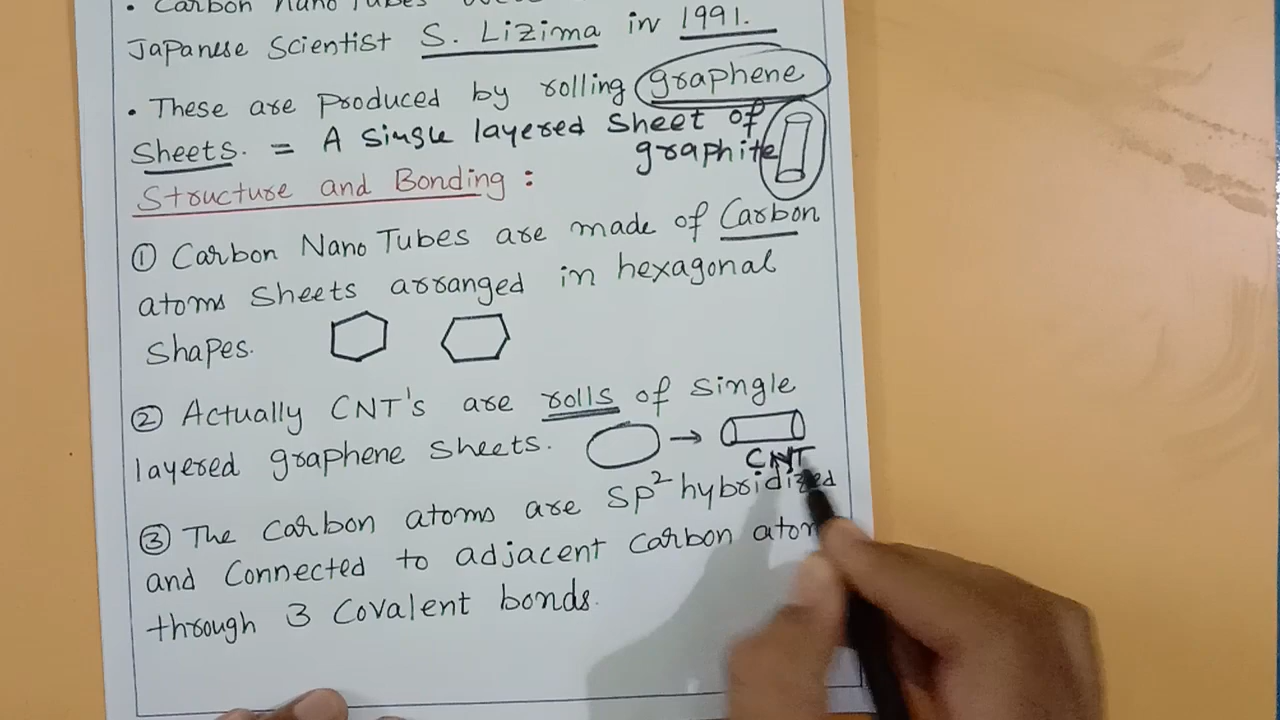 • Carbon Nano Tubes
Japanese Scientist S. Lizima in 1991.
• These are produced by rolling graphene
Sheets. = A single layered sheet of
graphite
Structure and Bonding :
① Carbon Nano Tubes are made of Carbon
atoms sheets arranged in hexagonal
shapes.
② Actually CNT's are rolls of single
layered graphene sheets. →
CNT
③ The carbon atoms are sp² hybridized
and connected to adjacent carbon atom
through 3 covalent bonds.